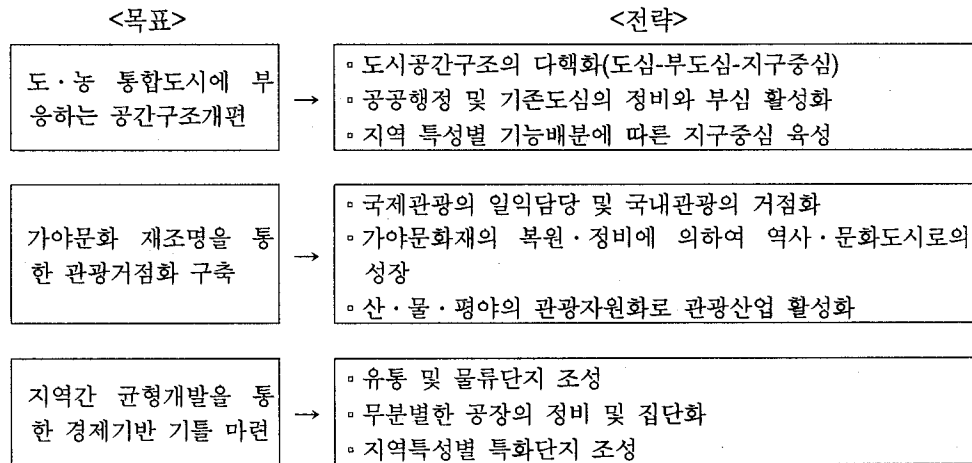 <목표>
<전략>
도·농 통합도시에 부
응하는 공간구조개편
→
▫도시공간구조의 다핵화(도심-부도심-지구중심)
▫공공행정 및 기존도심의 정비와 부심 활성화
▫지역 특성별 기능배분에 따른 지구중심 육성
가야문화 재조명을 통
한 관광거점화 구축
→
▫국제관광의 일익담당 및 국내관광의 거점화
▫가야문화재의 복원·정비에 의하여 역사·문화도시로의
성장
▫산·물·평야의 관광자원화로 관광산업 활성화
지역간 균형개발을 통
한 경제기반 기틀 마련
→
▫유통 및 물류단지 조성
▫무분별한 공장의 정비 및 집단화
▫지역특성별 특화단지 조성